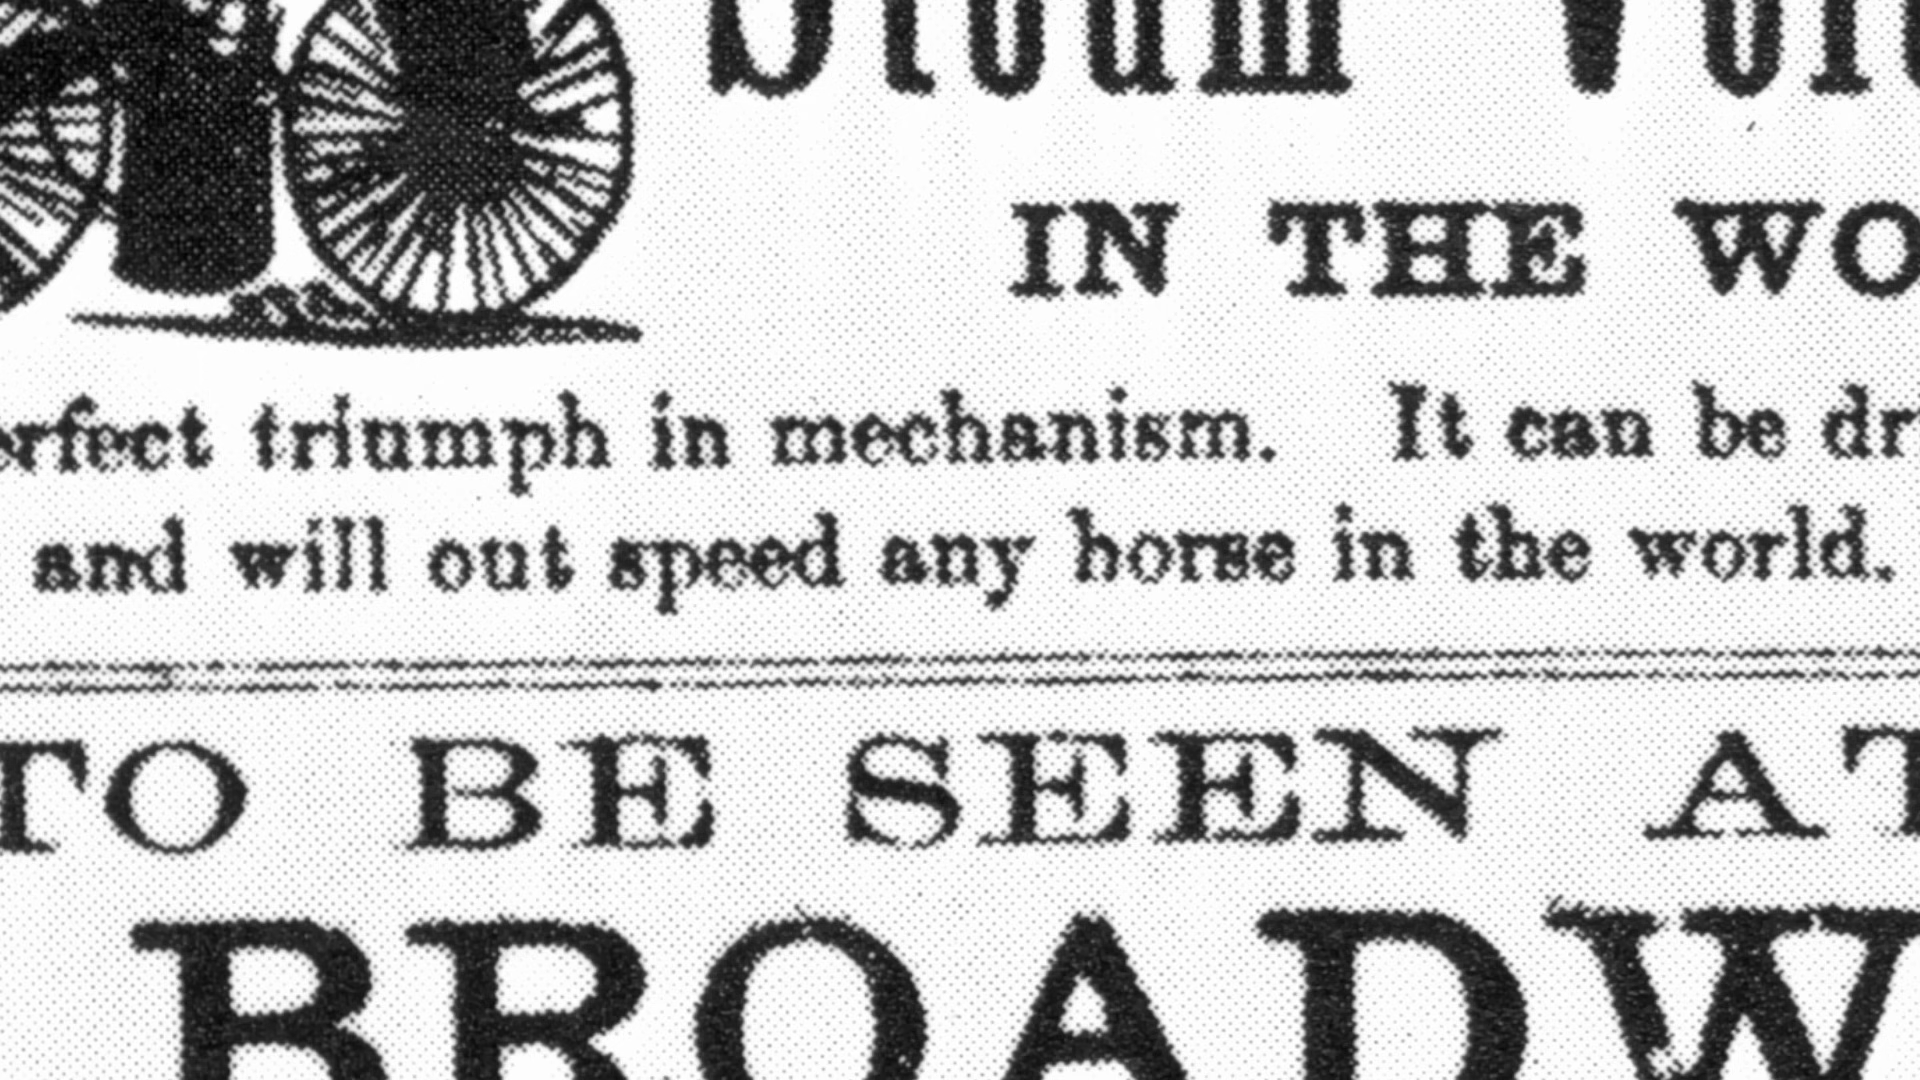 Steam
IN THE WO
rfect triumph in mechanism. It can be dr
and will out speed any horse in the world.
TO BE SEEN AT
BROADW